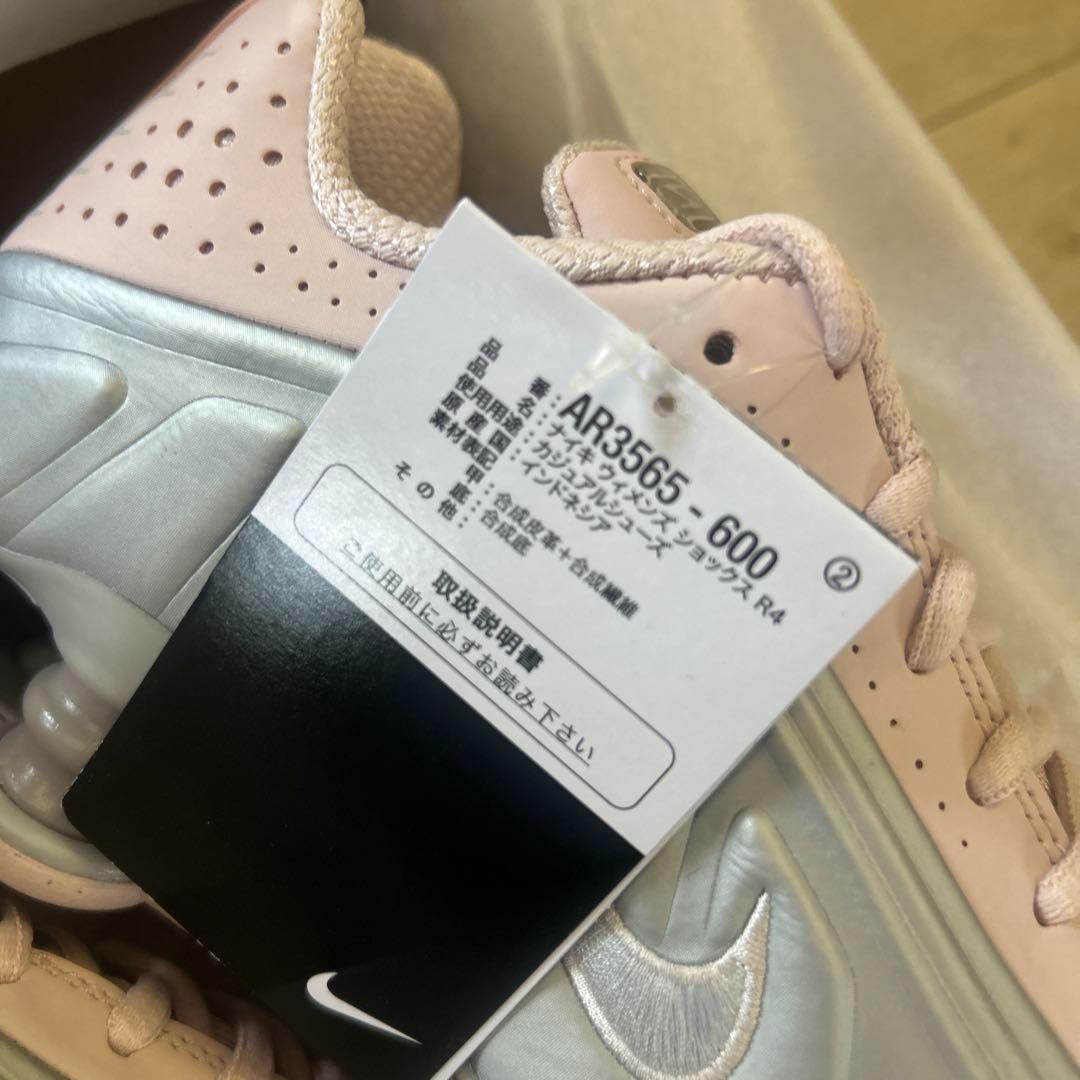 品番：AR3565-600 ②
品名：ナイキ ウィメンズ ショックス R4
使用用途：カジュアルシューズ
原産国：インドネシア
素材表記
甲：合成皮革+合成繊維
底：合成底
その他：
取扱説明書
ご使用前に必ずお読み下さい